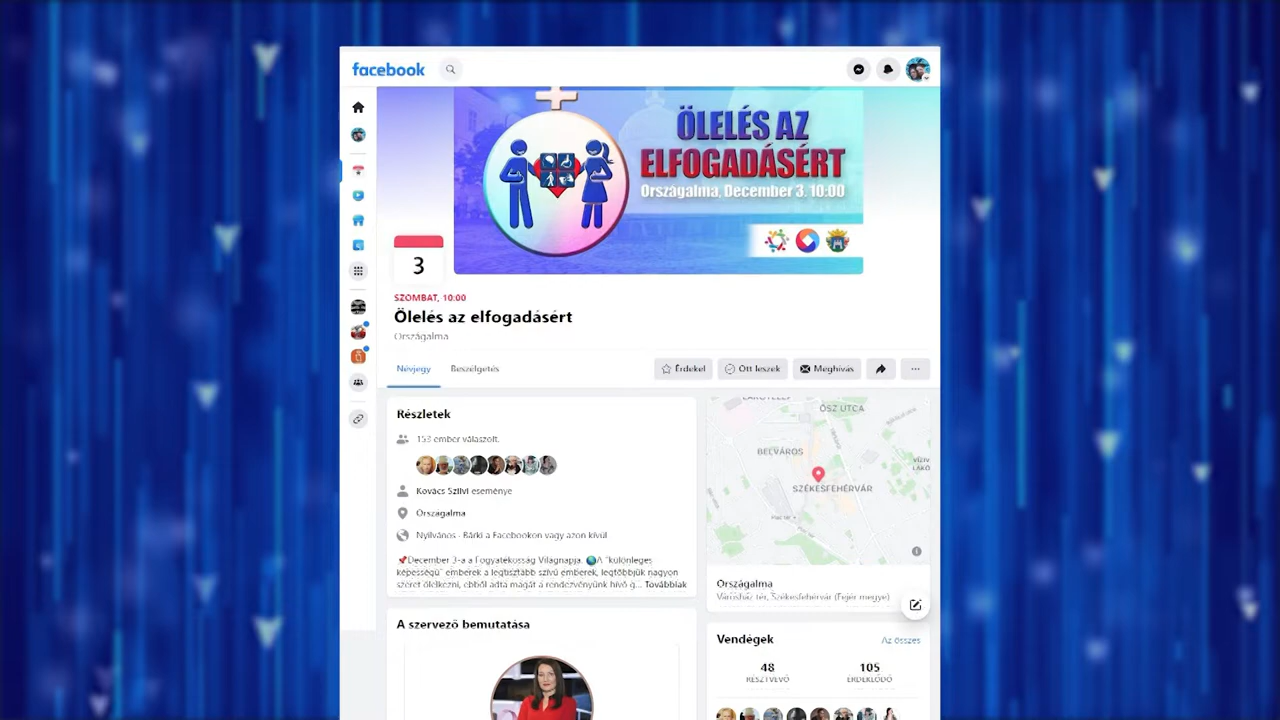 facebook
ÖLELÉS AZ
ELFOGADÁSÉRT
Országalma, December 3. 10:00
3
SZOMBAT, 10:00
Ölelés az elfogadásért
Országalma
Névjegy
Beszélgetés
Érdekel
Ott leszek
Meghívás
Részletek
153 ember válaszolt.
Kovács Szilvi eseménye
Országalma
Nyilvános · Bárki a Facebookon vagy azon kívül
December 3-a a Fogyatékosság Világnapja. A "különleges
képességű" emberek a legtisztább szívű emberek, legtöbbjük nagyon
szeret ölelkezni, ebből adta magát a rendezvényünk hívó g... Továbbiak
ŐSZ UTCA
BELVÁROS
VÍZIV
LAKÓ
SZÉKESFEHÉRVÁR
Piac tér
Országalma
Városház tér, Székesfehérvár (Fejér megye)
A szervező bemutatása
Vendégek
Az összes
48
RÉSZTVEVŐ
105
ÉRDEKLŐDŐ